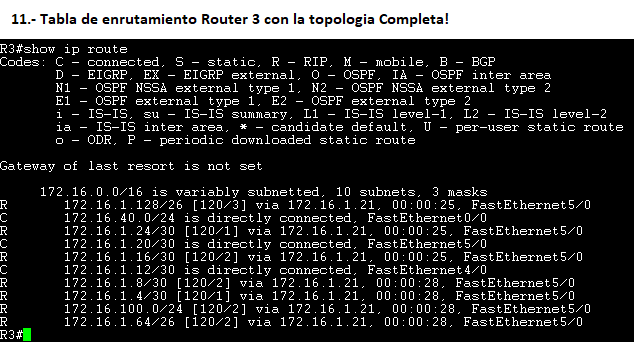 11.- Tabla de enrutamiento Router 3 con la topologia Completa!
R3#show ip route
Codes: C - connected, S - static, R - RIP, M - mobile, B - BGP
D - EIGRP, EX - EIGRP external, O - OSPF, IA - OSPF inter area
N1 - OSPF NSSA external type 1, N2 - OSPF NSSA external type 2
E1 - OSPF external type 1, E2 - OSPF external type 2
i - IS-IS, su - IS-IS summary, L1 - IS-IS level-1, L2 - IS-IS level-2
ia - IS-IS inter area, * - candidate default, U - per-user static route
o - ODR, P - periodic downloaded static route
Gateway of last resort is not set
172.16.0.0/16 is variably subnetted, 10 subnets, 3 masks
R 172.16.1.128/26 [120/3] via 172.16.1.21, 00:00:25, FastEthernet5/0
C 172.16.40.0/24 is directly connected, FastEthernet0/0
R 172.16.1.24/30 [120/1] via 172.16.1.21, 00:00:25, FastEthernet5/0
C 172.16.1.20/30 is directly connected, FastEthernet5/0
R 172.16.1.16/30 [120/2] via 172.16.1.21, 00:00:25, FastEthernet5/0
C 172.16.1.12/30 is directly connected, FastEthernet4/0
R 172.16.1.8/30 [120/2] via 172.16.1.21, 00:00:28, FastEthernet5/0
R 172.16.1.4/30 [120/1] via 172.16.1.21, 00:00:28, FastEthernet5/0
R 172.16.100.0/24 [120/2] via 172.16.1.21, 00:00:28, FastEthernet5/0
R 172.16.1.64/26 [120/2] via 172.16.1.21, 00:00:28, FastEthernet5/0
R3#